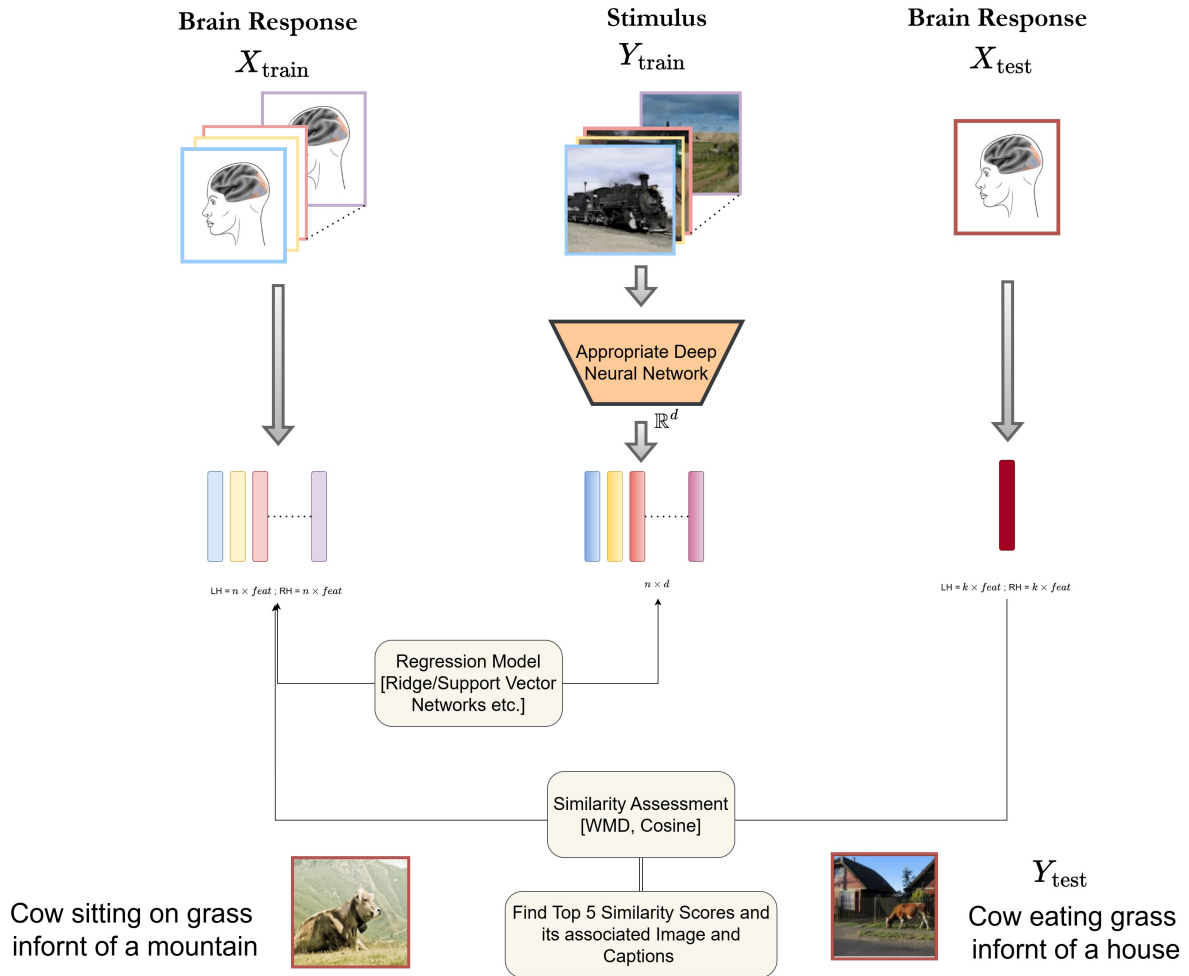 Brain Response
X_train
Stimulus
Y_train
Brain Response
X_test
Appropriate Deep
Neural Network
ℝ^d
LH = n × feat ; RH = n × feat
n × d
LH = k × feat ; RH = k × feat
Regression Model
[Ridge/Support Vector
Networks etc.]
Similarity Assessment
[WMD, Cosine]
Find Top 5 Similarity Scores and
its associated Image and
Captions
Cow sitting on grass
infornt of a mountain
Y_test
Cow eating grass
infornt of a house